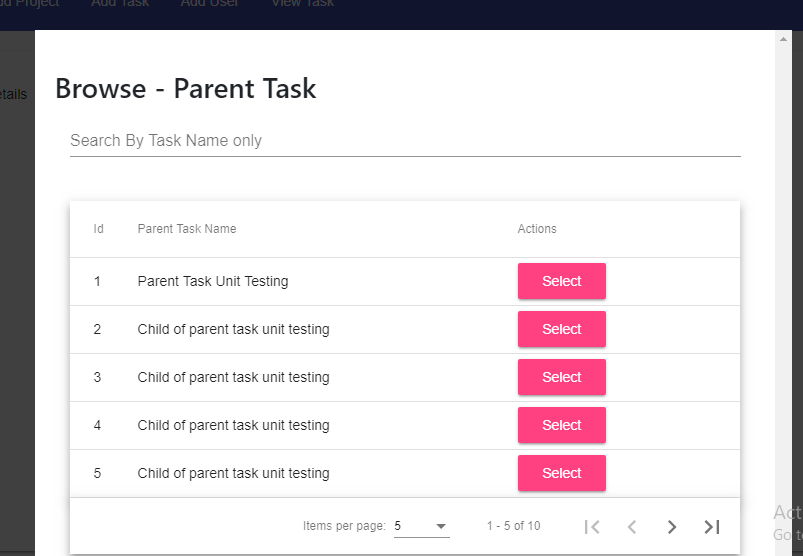 Project
Add Task
Add User
View Task
Browse - Parent Task
Search By Task Name only
Id
Parent Task Name
Actions
1
Parent Task Unit Testing
Select
2
Child of parent task unit testing
Select
3
Child of parent task unit testing
Select
4
Child of parent task unit testing
Select
5
Child of parent task unit testing
Select
Items per page:
5
1 - 5 of 10